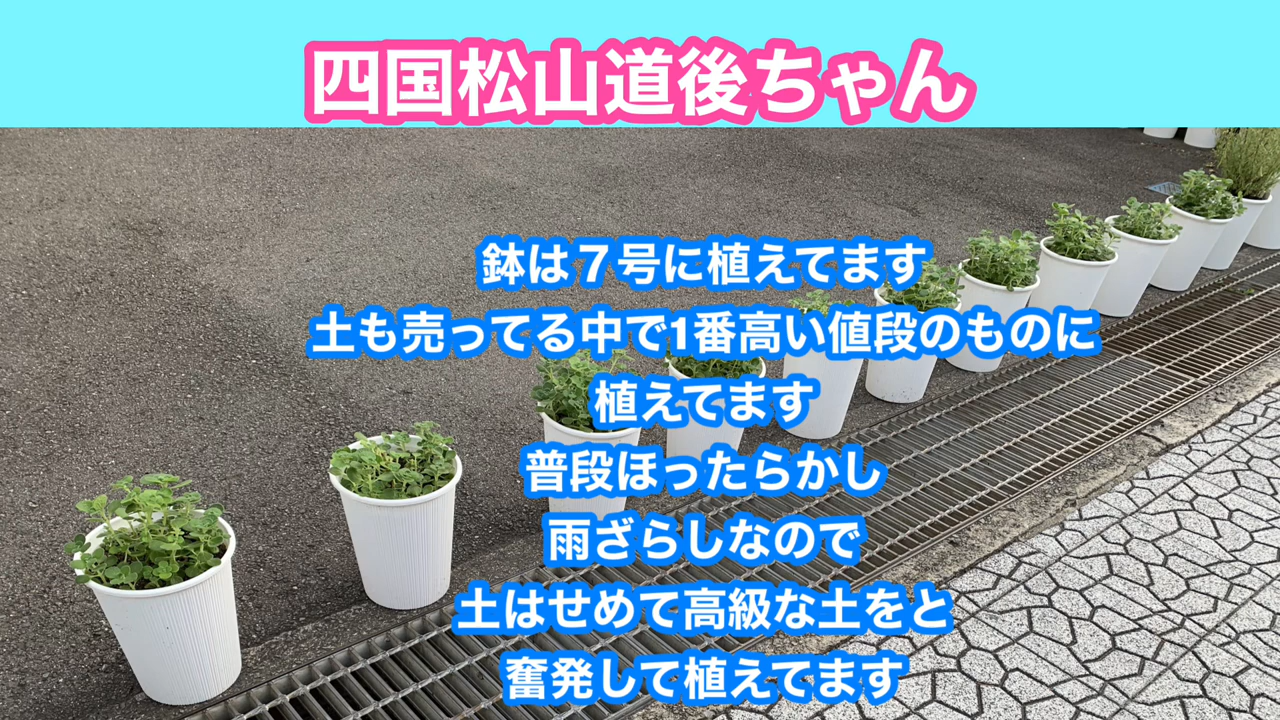 四国松山道後ちゃん
鉢は７号に植えてます
土も売ってる中で1番高い値段のものに
植えてます
普段ほったらかし
雨ざらしなので
土はせめて高級な土をと
奮発して植えてます